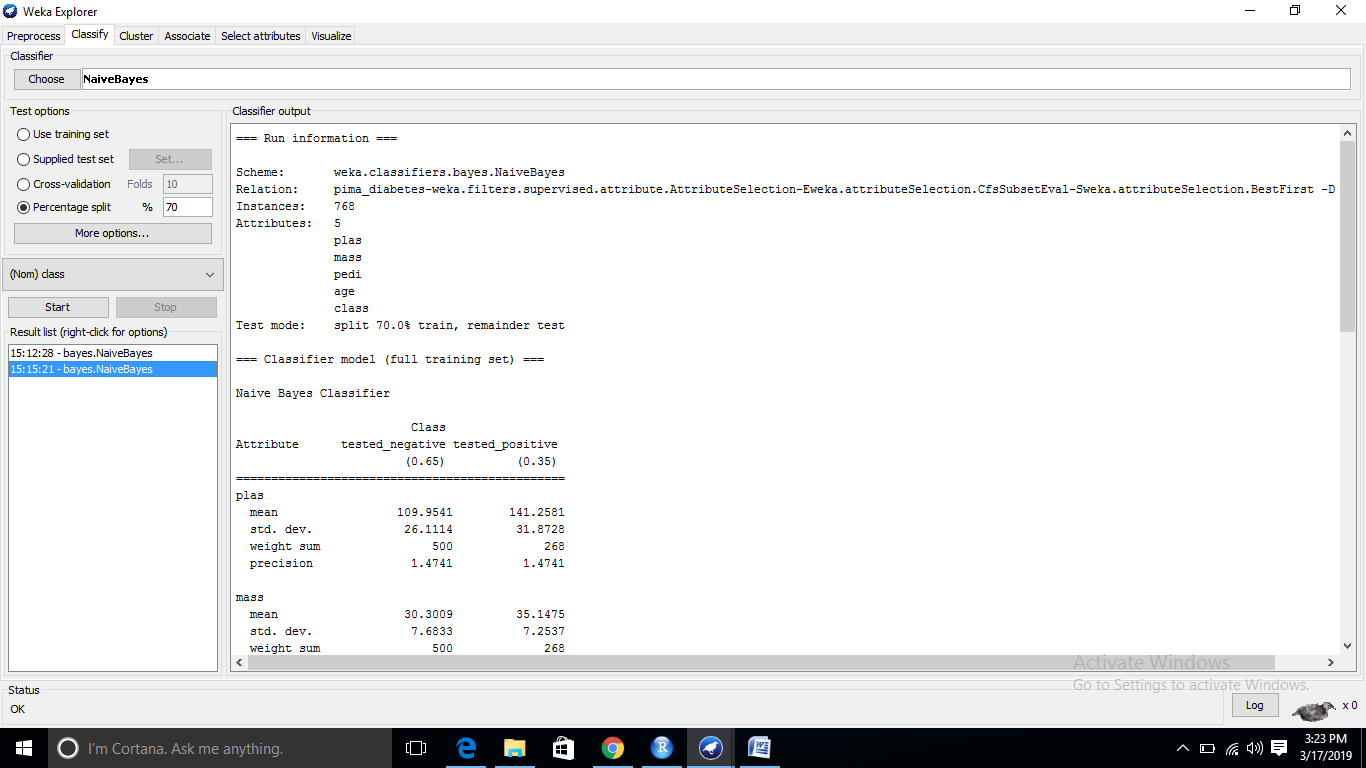 Weka Explorer
Preprocess Classify Cluster Associate Select attributes Visualize
Classifier
Choose NaiveBayes
Test options
Use training set
Supplied test set Set...
Cross-validation Folds 10
Percentage split % 70
More options...
(Nom) class
Start Stop
Result list (right-click for options)
15:12:28 - bayes.NaiveBayes
15:15:21 - bayes.NaiveBayes
Classifier output
=== Run information ===
Scheme: weka.classifiers.bayes.NaiveBayes
Relation: pima_diabetes-weka.filters.supervised.attribute.AttributeSelection-Eweka.attributeSelection.CfsSubsetEval-Sweka.attributeSelection.BestFirst -D
Instances: 768
Attributes: 5
plas
mass
pedi
age
class
Test mode: split 70.0% train, remainder test
=== Classifier model (full training set) ===
Naive Bayes Classifier
Class
Attribute tested_negative tested_positive
(0.65) (0.35)
===============================================
plas
mean 109.9541 141.2581
std. dev. 26.1114 31.8728
weight sum 500 268
precision 1.4741 1.4741
mass
mean 30.3009 35.1475
std. dev. 7.6833 7.2537
weight sum 500 268
Activate Windows
Go to Settings to activate Windows.
Status
OK
Log x 0
I'm Cortana. Ask me anything.
3:23 PM
3/17/2019